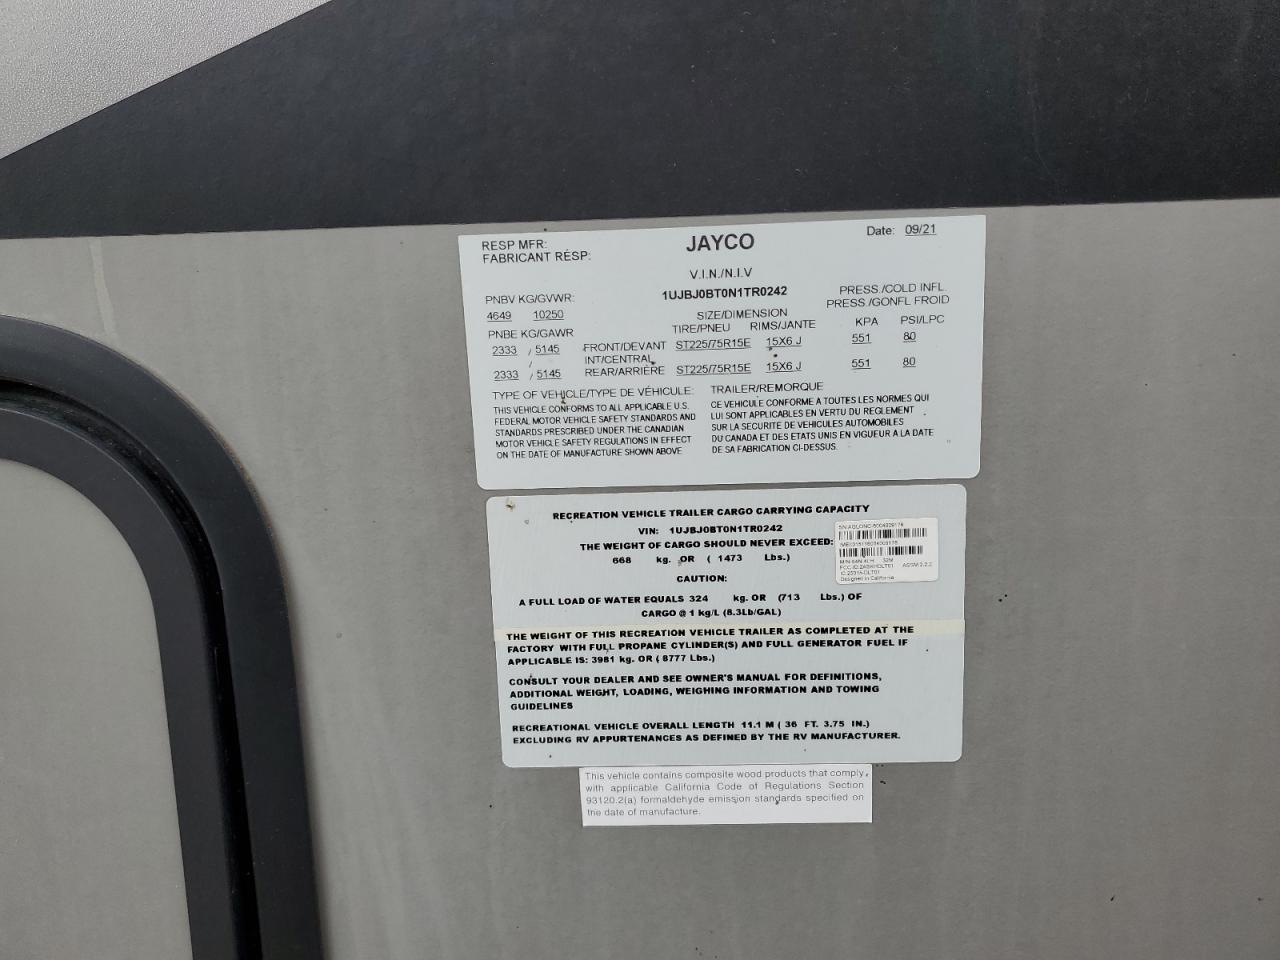 RESP MFR:
FABRICANT RESP:
JAYCO
Date: 09/21
V.I.N./N.I.V
1UJBJ0BT0N1TR0242
PNBV KG/GVWR:
4649 10250
SIZE/DIMENSION
TIRE/PNEU RIMS/JANTE
PRESS./COLD INFL.
PRESS./GONFL FROID
KPA PSI/LPC
PNBE KG/GAWR
2333 / 5145 FRONT/DEVANT ST225/75R15E 15X6 J 551 80
/ INT/CENTRAL
2333 / 5145 REAR/ARRIÈRE ST225/75R15E 15X6 J 551 80
TYPE OF VEHICLE/TYPE DE VÉHICULE: TRAILER/REMORQUE
THIS VEHICLE CONFORMS TO ALL APPLICABLE U.S.
FEDERAL MOTOR VEHICLE SAFETY STANDARDS AND
STANDARDS PRESCRIBED UNDER THE CANADIAN
MOTOR VEHICLE SAFETY REGULATIONS IN EFFECT
ON THE DATE OF MANUFACTURE SHOWN ABOVE
CE VEHICULE CONFORME A TOUTES LES NORMES QUI
LUI SONT APPLICABLES EN VERTU DU REGLEMENT
SUR LA SECURITE DE VEHICULES AUTOMOBILES
DU CANADA ET DES ETATS UNIS EN VIGUEUR A LA DATE
DE SA FABRICATION CI-DESSUS.
RECREATION VEHICLE TRAILER CARGO CARRYING CAPACITY
VIN: 1UJBJ0BT0N1TR0242
THE WEIGHT OF CARGO SHOULD NEVER EXCEED:
668 kg. OR ( 1473 Lbs.)
CAUTION:
A FULL LOAD OF WATER EQUALS 324 kg. OR (713 Lbs.) OF
CARGO @ 1 kg/L (8.3Lb/GAL)
THE WEIGHT OF THIS RECREATION VEHICLE TRAILER AS COMPLETED AT THE
FACTORY WITH FULL PROPANE CYLINDER(S) AND FULL GENERATOR FUEL IF
APPLICABLE IS: 3981 kg. OR ( 8777 Lbs.)
CONSULT YOUR DEALER AND SEE OWNER'S MANUAL FOR DEFINITIONS,
ADDITIONAL WEIGHT, LOADING, WEIGHING INFORMATION AND TOWING
GUIDELINES
RECREATIONAL VEHICLE OVERALL LENGTH 11.1 M ( 36 FT. 3.75 IN.)
EXCLUDING RV APPURTENANCES AS DEFINED BY THE RV MANUFACTURER.
Designed in California
This vehicle contains composite wood products that comply
with applicable California Code of Regulations Section
93120.2(a) formaldehyde emission standards specified on
the date of manufacture.